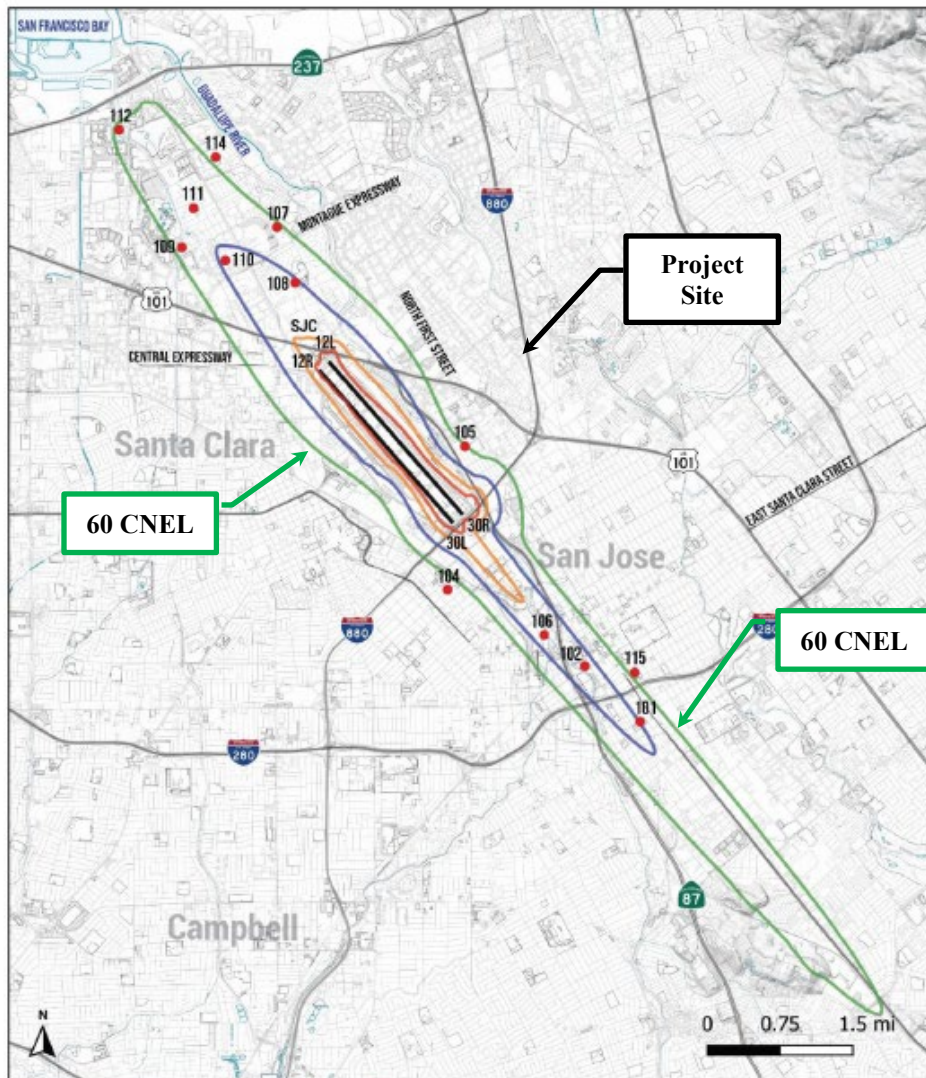 SAN FRANCISCO BAY
237
GUADALUPE RIVER
112
114
880
111
107
MONTAGUE EXPRESSWAY
109
110
Project
Site
108
101
NORTH FIRST STREET
SJC
12L
CENTRAL EXPRESSWAY
12R
Santa Clara
105
101
EAST SANTA CLARA STREET
60 CNEL
30R
30L
San Jose
104
880
106
280
60 CNEL
102
115
101
280
87
Campbell
N
0 0.75 1.5 mi